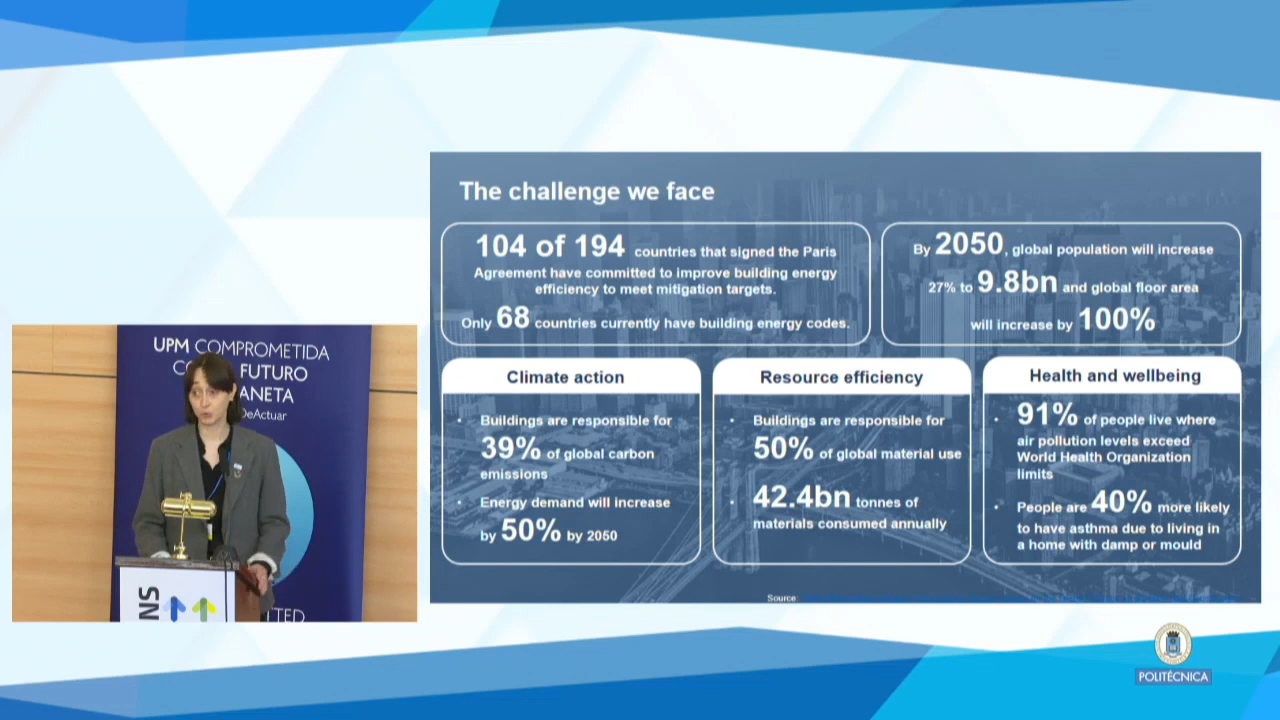 The challenge we face
104 of 194 countries that signed the Paris
Agreement have committed to improve building energy
efficiency to meet mitigation targets.
Only 68 countries currently have building energy codes.
By 2050, global population will increase
27% to 9.8bn and global floor area
will increase by 100%
Climate action
• Buildings are responsible for
39% of global carbon
emissions
• Energy demand will increase
by 50% by 2050
Resource efficiency
• Buildings are responsible for
50% of global material use
• 42.4bn tonnes of
materials consumed annually
Health and wellbeing
• 91% of people live where
air pollution levels exceed
World Health Organization
limits
• People are 40% more likely
to have asthma due to living in
a home with damp or mould
Source:
UPM COMPROMETIDA
FUTURO
ANETA
DeActuar
NS
TTED
POLITÉCNICA